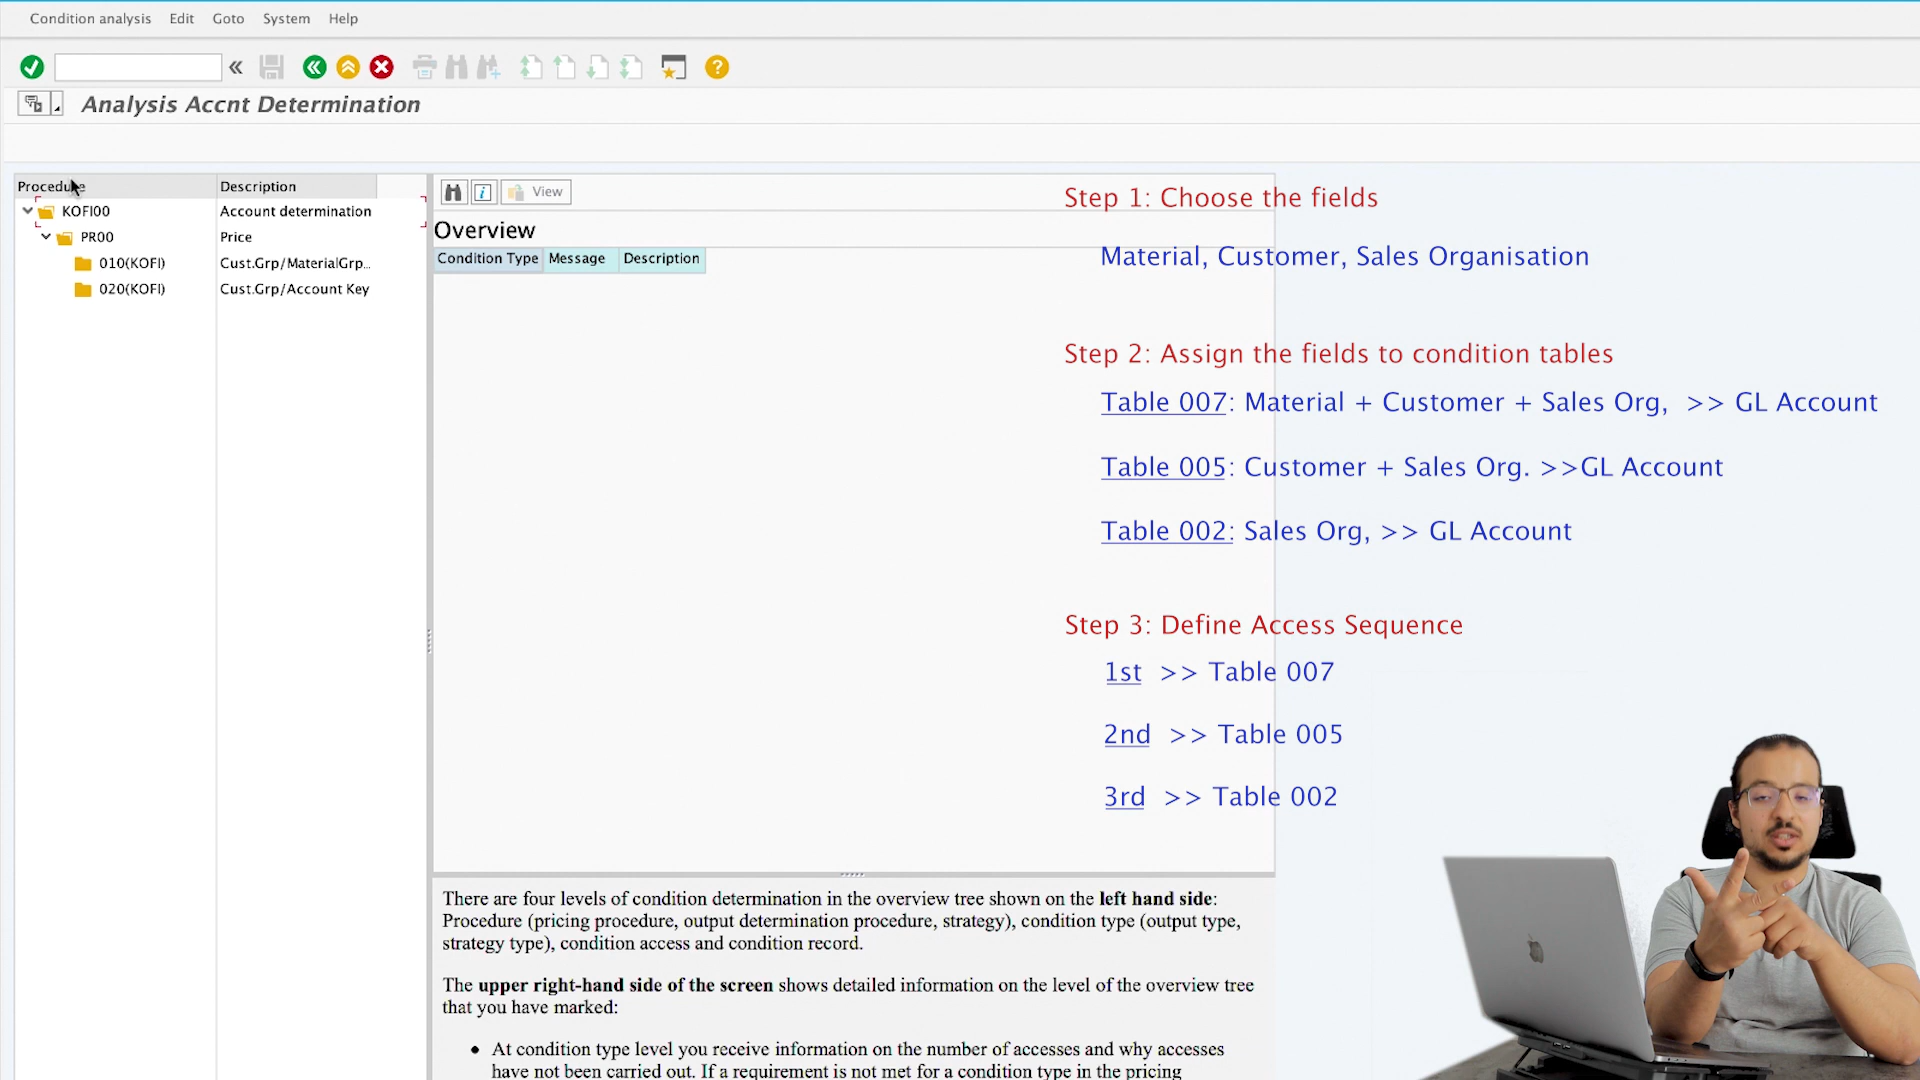 Condition analysis Edit Goto System Help
Analysis Accnt Determination
Procedure Description
KOFI00 Account determination
PR00 Price
010(KOFI) Cust.Grp/MaterialGrp...
020(KOFI) Cust.Grp/Account Key
View
Overview
Condition Type Message Description
Step 1: Choose the fields
Material, Customer, Sales Organisation
Step 2: Assign the fields to condition tables
Table 007: Material + Customer + Sales Org, >> GL Account
Table 005: Customer + Sales Org. >>GL Account
Table 002: Sales Org, >> GL Account
Step 3: Define Access Sequence
1st >> Table 007
2nd >> Table 005
3rd >> Table 002
There are four levels of condition determination in the overview tree shown on the left hand side:
Procedure (pricing procedure, output determination procedure, strategy), condition type (output type,
strategy type), condition access and condition record.
The upper right-hand side of the screen shows detailed information on the level of the overview tree
that you have marked:
• At condition type level you receive information on the number of accesses and why accesses
have not been carried out. If a requirement is not met for a condition type in the pricing